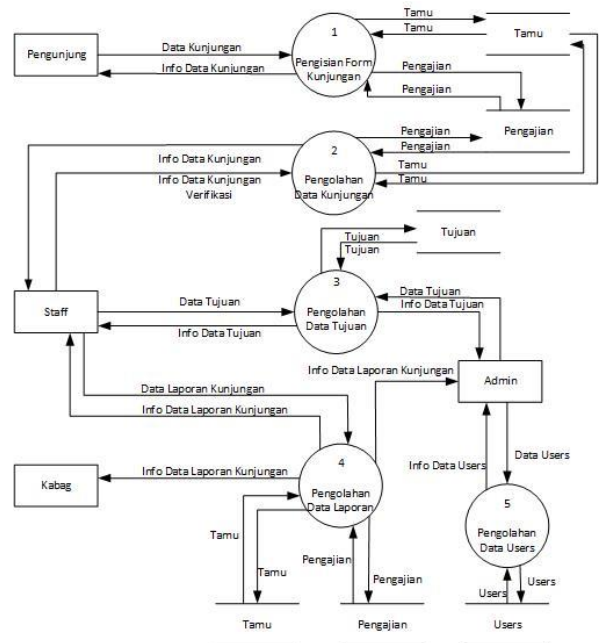 Tamu
Tamu
1
Tamu
Pengunjung
Data Kunjungan
Info Data Kunjungan
Pengisian Form
Kunjungan
Pengajian
Pengajian
Pengajian
Pengajian
Pengajian
2
Info Data Kunjungan
Info Data Kunjungan
Verifikasi
Pengolahan
Data Kunjungan
Tamu
Tamu
Tujuan
Tujuan
Tujuan
3
Staff
Data Tujuan
Info Data Tujuan
Pengolahan
Data Tujuan
Data Tujuan
Info Data Tujuan
Info Data Laporan Kunjungan
Admin
Data Laporan Kunjungan
Info Data Laporan Kunjungan
Kabag
Info Data Laporan Kunjungan
4
Pengolahan
Data Laporan
Info Data Users
Data Users
5
Pengolahan
Data Users
Tamu
Tamu
Pengajian
Pengajian
Users
Users
Tamu
Pengajian
Users